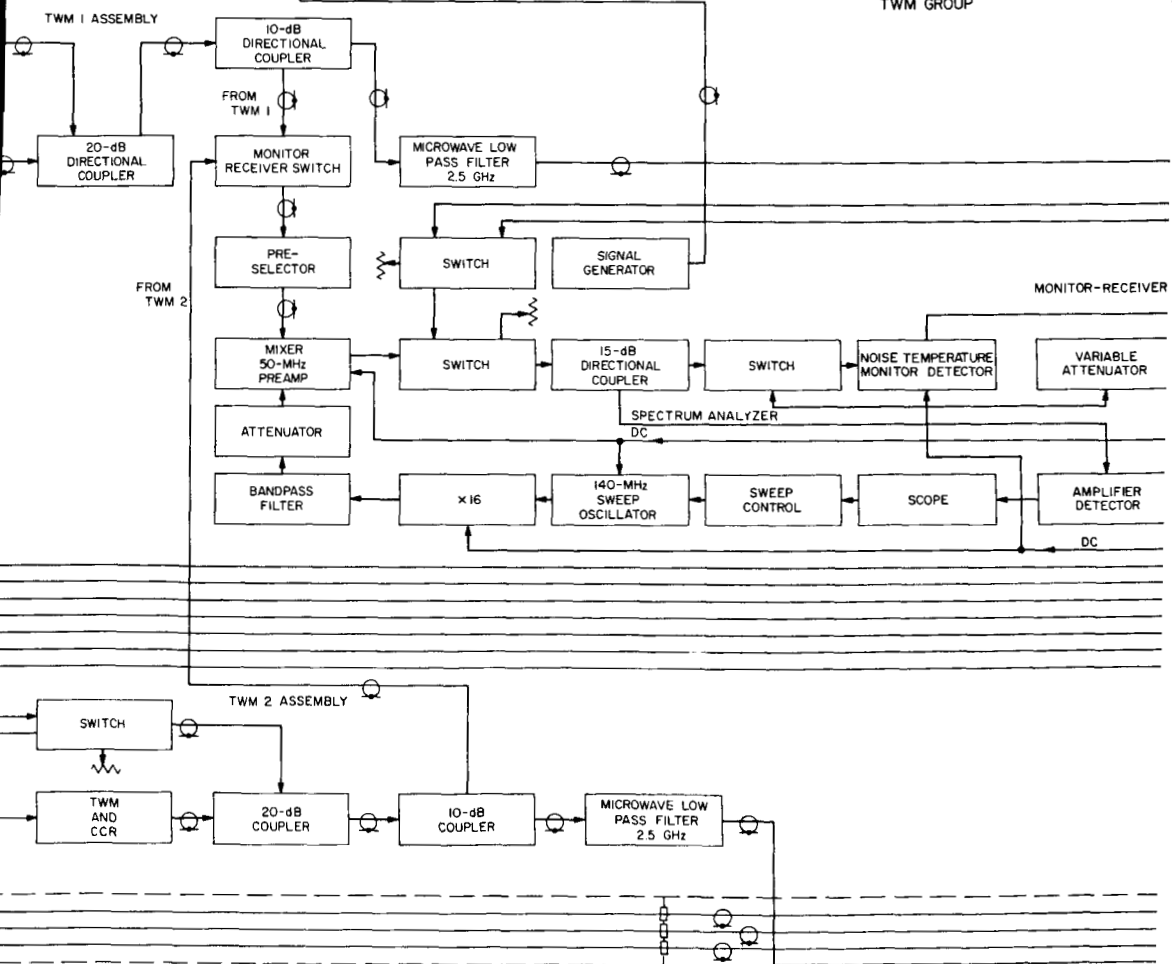 TWM GROUP
TWM 1 ASSEMBLY
10-dB
DIRECTIONAL
COUPLER
FROM
TWM 1
20-dB
DIRECTIONAL
COUPLER
MONITOR
RECEIVER SWITCH
MICROWAVE LOW
PASS FILTER
2.5 GHz
PRE-
SELECTOR
SWITCH
SIGNAL
GENERATOR
FROM
TWM 2
MONITOR-RECEIVER
MIXER
50-MHz
PREAMP
SWITCH
15-dB
DIRECTIONAL
COUPLER
SWITCH
NOISE TEMPERATURE
MONITOR DETECTOR
VARIABLE
ATTENUATOR
SPECTRUM ANALYZER
DC
ATTENUATOR
BANDPASS
FILTER
×16
140-MHz
SWEEP
OSCILLATOR
SWEEP
CONTROL
SCOPE
AMPLIFIER
DETECTOR
DC
TWM 2 ASSEMBLY
SWITCH
TWM
AND
CCR
20-dB
COUPLER
10-dB
COUPLER
MICROWAVE LOW
PASS FILTER
2.5 GHz